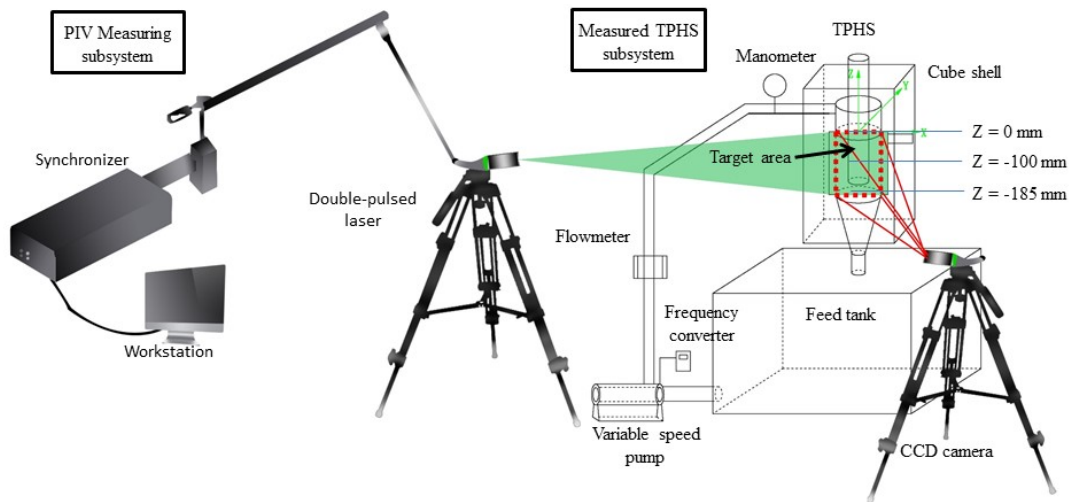 PIV Measuring
subsystem
Measured TPHS
subsystem
TPHS
Manometer
Cube shell
Z
Y
X
Z = 0 mm
Target area
Z = -100 mm
Z = -185 mm
Synchronizer
Double-pulsed
laser
Flowmeter
Frequency
converter
Feed tank
Workstation
Variable speed
pump
CCD camera